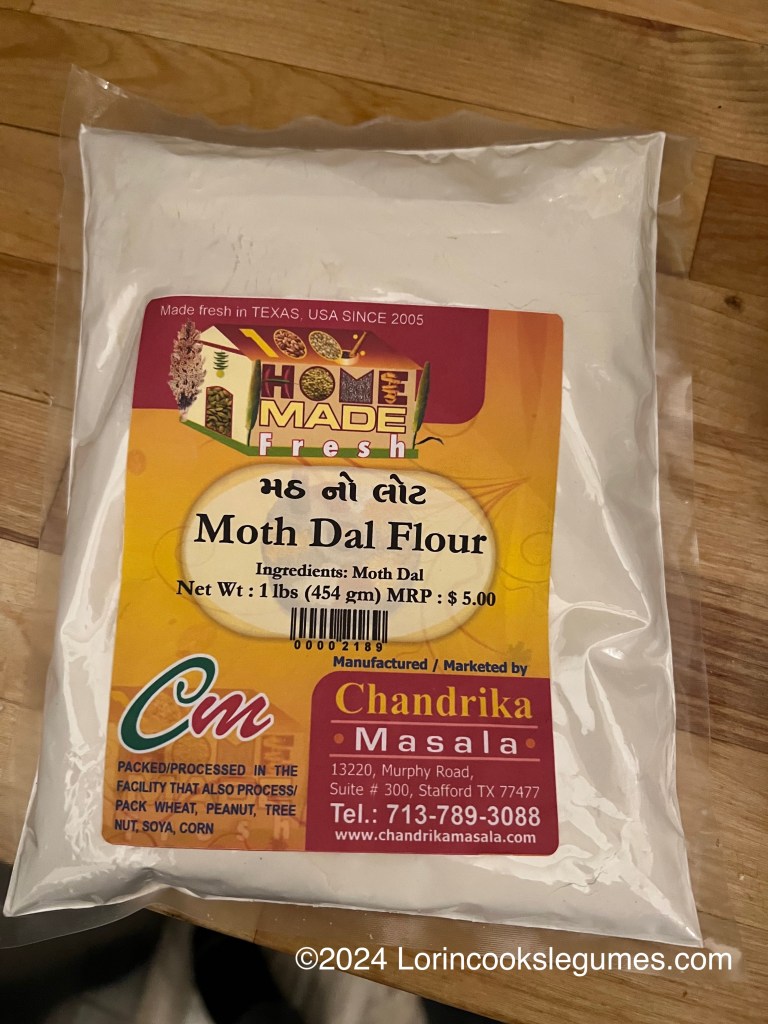 Made fresh in TEXAS, USA SINCE 2005
100%
HOME
MADE
Fresh
મઠ નો લોટ
Moth Dal Flour
Ingredients: Moth Dal
Net Wt : 1 lbs (454 gm) MRP : $ 5.00
00002189
Manufactured / Marketed by
Cm
Chandrika
Masala
13220, Murphy Road,
Suite # 300, Stafford TX 77477
Tel.: 713-789-3088
www.chandrikamasala.com
PACKED/PROCESSED IN THE
FACILITY THAT ALSO PROCESS/
PACK WHEAT, PEANUT, TREE
NUT, SOYA, CORN
©2024 Lorincookslegumes.com